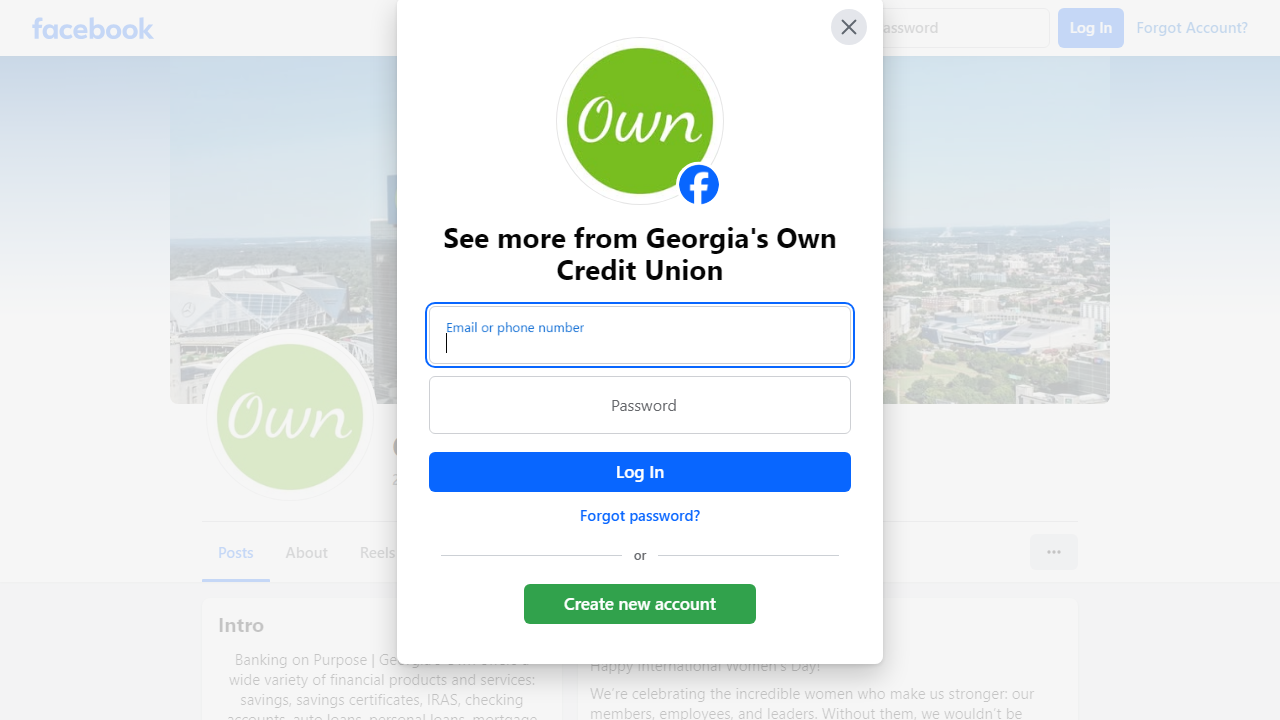 facebook
assword
Log In
Forgot Account?
Own
See more from Georgia's Own
Credit Union
Email or phone number
Password
Log In
Forgot password?
or
Create new account
Own
Posts
About
Reels
Intro
Banking on Purpose | Georgia's Own offers a
wide variety of financial products and services:
savings, savings certificates, IRAS, checking
accounts, auto loans, personal loans, mortgage
Happy International Women's Day!
We're celebrating the incredible women who make us stronger: our
members, employees, and leaders. Without them, we wouldn't be